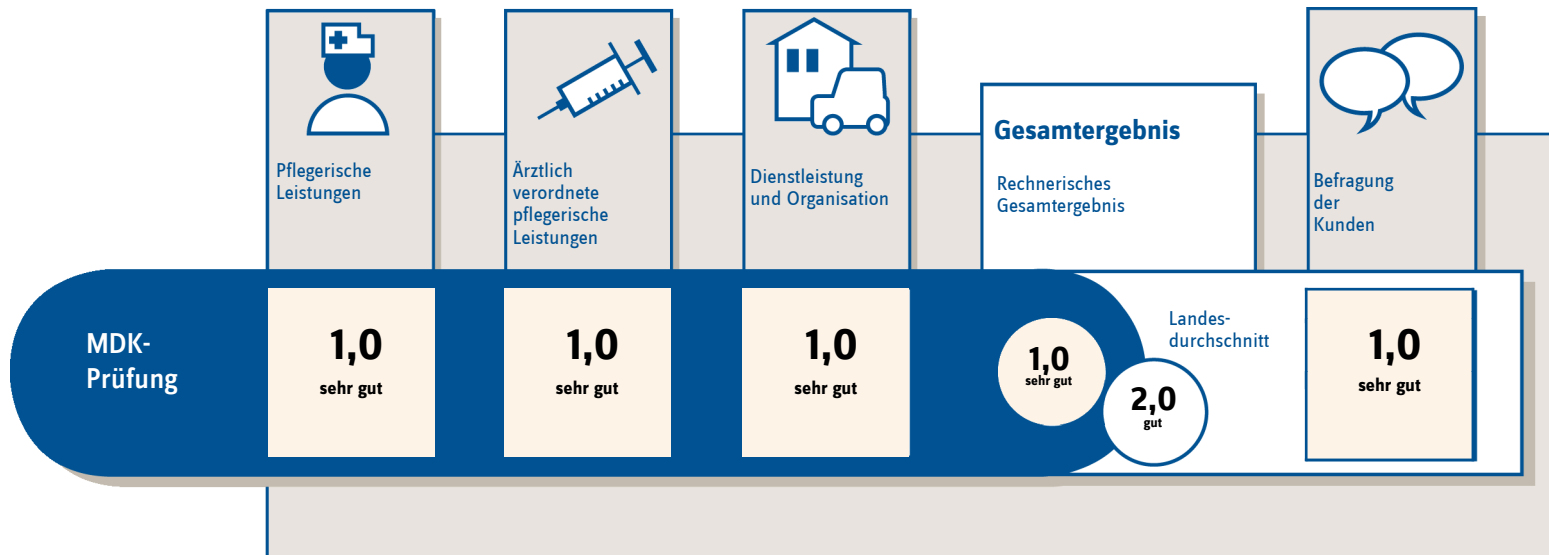 Pflegerische
Leistungen
Ärztlich
verordnete
pflegerische
Leistungen
Dienstleistung
und Organisation
Gesamtergebnis
Rechnerisches
Gesamtergebnis
Befragung
der
Kunden
MDK-
Prüfung
1,0
sehr gut
1,0
sehr gut
1,0
sehr gut
1,0
sehr gut
Landes-
durchschnitt
2,0
gut
1,0
sehr gut